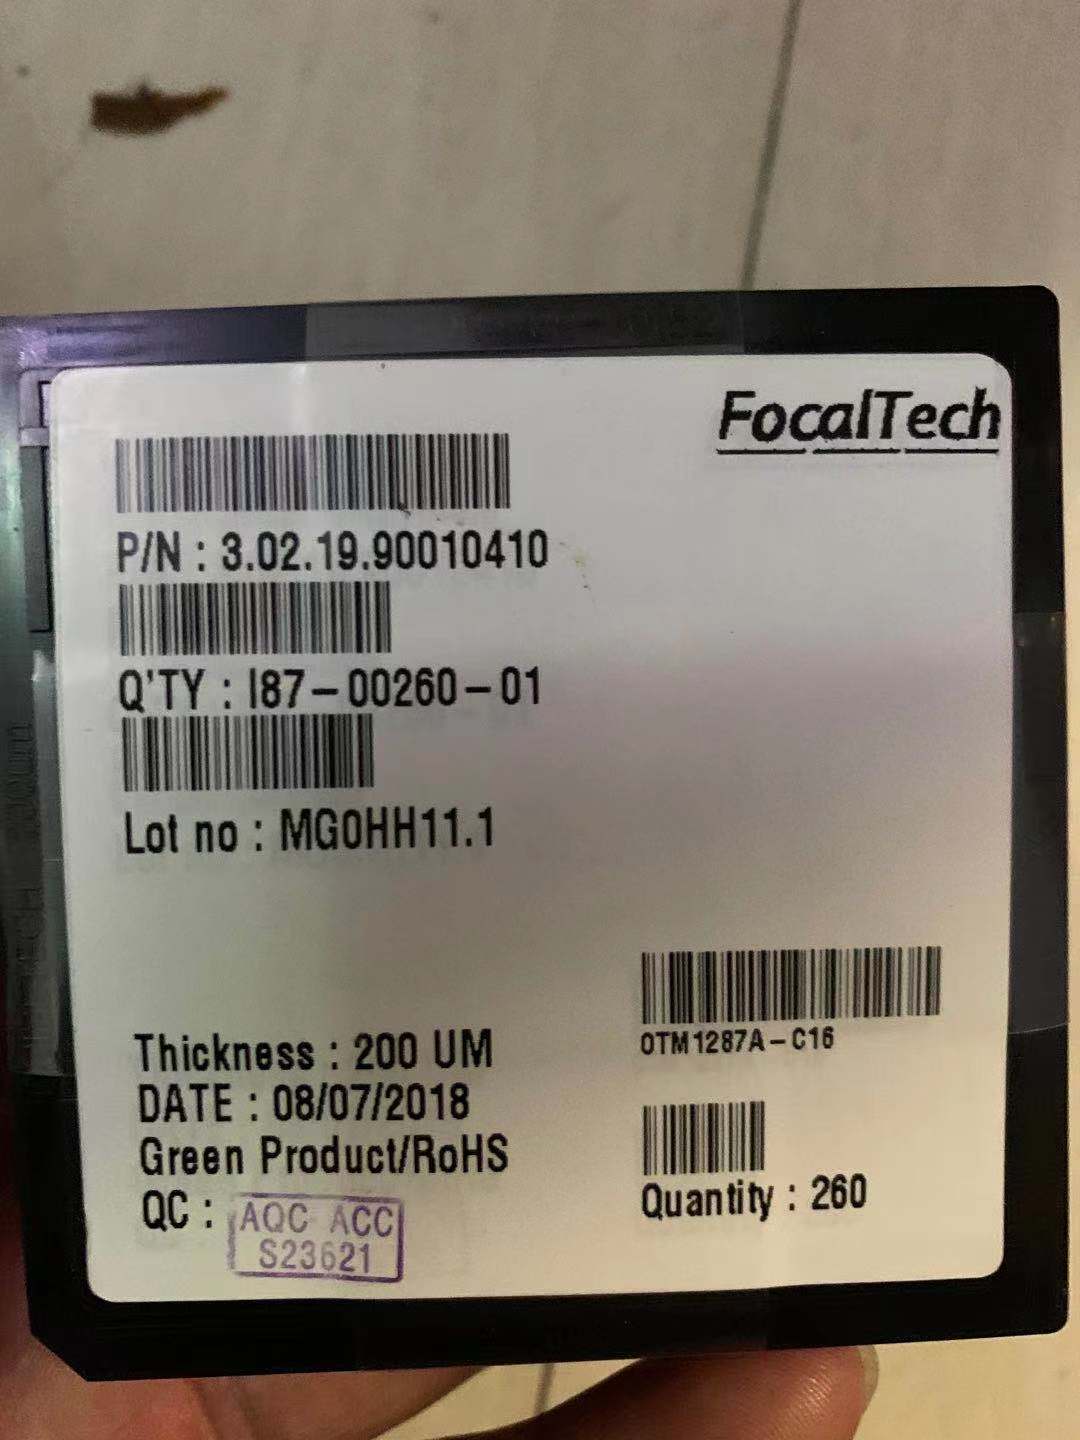 FocalTech
P/N : 3.02.19.90010410
Q'TY : I87-00260-01
Lot no : MG0HH11.1
OTM1287A-C16
Thickness : 200 UM
DATE : 08/07/2018
Green Product/RoHS
QC : AQC ACC
S23621
Quantity : 260